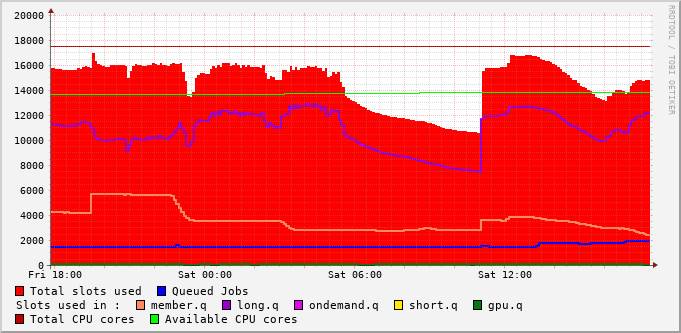 20000
18000
16000
14000
12000
10000
8000
6000
4000
2000
0
Fri 18:00 Sat 00:00 Sat 06:00 Sat 12:00
RRDTOOL / TOBI OETIKER
Total slots used Queued Jobs
Slots used in : member.q long.q ondemand.q short.q gpu.q
Total CPU cores Available CPU cores